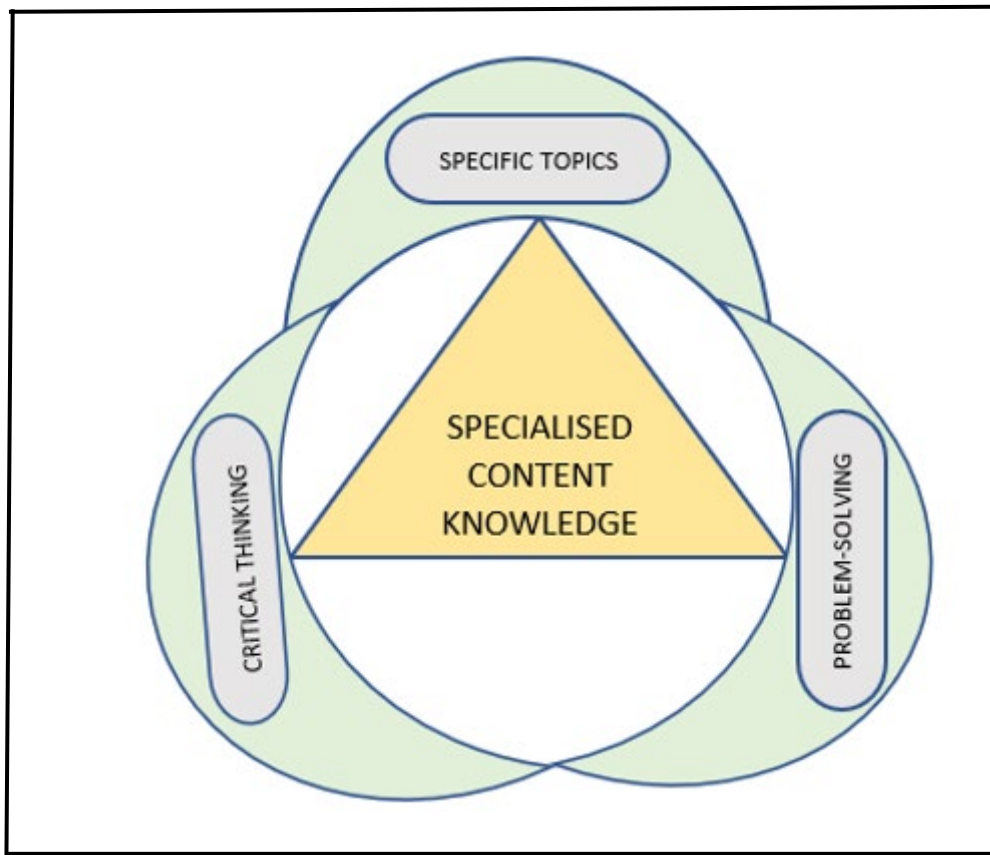 SPECIFIC TOPICS
SPECIALISED
CONTENT
KNOWLEDGE
CRITICAL THINKING
PROBLEM-SOLVING